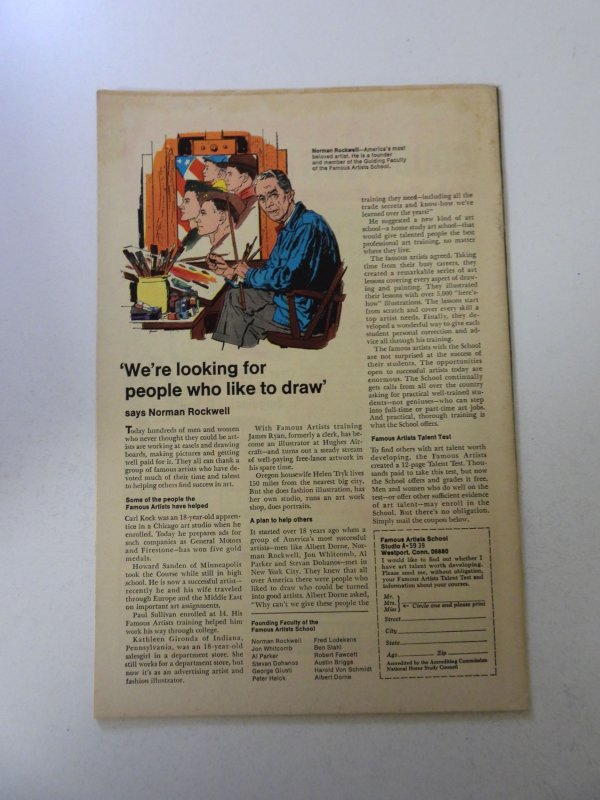 Norman Rockwell—America's most
beloved artist. He is a founder
and member of the Guiding Faculty
of the Famous Artists School.
'We're looking for
people who like to draw'
says Norman Rockwell
Today hundreds of men and women
who never thought they could be art-
ists are working at easels and drawing
boards, making pictures and getting
well paid for it. They all can thank a
group of famous artists who have de-
voted much of their time and talent
to helping others find success in art.
Some of the people the
Famous Artists have helped
Carl Kock was an 18-year-old appren-
tice in a Chicago art studio when he
enrolled. Today he prepares ads for
such companies as General Motors
and Firestone—has won five gold
medals.
Howard Sanden of Minneapolis
took the Course while still in high
school. He is now a successful artist—
recently he and his wife traveled
through Europe and the Middle East
on important art assignments.
Paul Sullivan enrolled at 14. His
Famous Artists training helped him
work his way through college.
Kathleen Gironda of Indiana,
Pennsylvania, was an 18-year-old
salesgirl in a department store. She
still works for a department store, but
now it's as an advertising artist and
fashion illustrator.
With Famous Artists training
James Ryan, formerly a clerk, has be-
come an illustrator at Hughes Air-
craft—and turns out a steady stream
of well-paying free-lance artwork in
his spare time.
Oregon housewife Helen Tryk lives
150 miles from the nearest big city.
But she does fashion illustration, has
her own studio, runs an art work
shop, does portraits.
A plan to help others
It started over 18 years ago when a
group of America's most successful
artists—men like Albert Dorne, Nor-
man Rockwell, Jon Whitcomb, Al
Parker and Stevan Dohanos—met in
New York City. They knew that all
over America there were people who
liked to draw who could be turned
into good artists. Albert Dorne asked,
"Why can't we give these people the
Founding Faculty of the
Famous Artists School
Norman Rockwell
Jon Whitcomb
Al Parker
Stevan Dohanos
George Giusti
Peter Helck
Fred Ludekens
Ben Stahl
Robert Fawcett
Austin Briggs
Harold Von Schmidt
Albert Dorne
training they need—including all the
trade secrets and know-how we've
learned over the years?"
He suggested a new kind of art
school—a home study art school—that
would give talented people the best
professional art training, no matter
where they live.
The famous artists agreed. Taking
time from their busy careers, they
created a remarkable series of art
lessons covering every aspect of draw-
ing and painting. They illustrated
their lessons with over 5,000 "here's-
how" illustrations. The lessons start
from scratch and cover every skill a
top artist needs. Finally, they de-
veloped a wonderful way to give each
student personal correction and ad-
vice all through his training.
The famous artists with the School
are not surprised at the success of
their students. The opportunities
open to successful artists today are
enormous. The School continually
gets calls from all over the country
asking for practical well-trained stu-
dents—not geniuses—who can step
into full-time or part-time art jobs.
And practical, thorough training is
what the School offers.
Famous Artists Talent Test
To find others with art talent worth
developing, the Famous Artists
created a 12-page Talent Test. Thou-
sands paid to take this test, but now
the School offers and grades it free.
Men and women who do well on the
test—or offer other sufficient evidence
of art talent—may enroll in the
School. But there's no obligation.
Simply mail the coupon below.
Famous Artists School
Studio A-39 39
Westport, Conn. 06880
I would like to find out whether I
have art talent worth developing.
Please send me, without obligation,
your Famous Artists Talent Test and
information about your courses.
Mr.
Mrs.
Miss
Circle one and please print
Street
City
State
Age Zip
Accredited by the Accrediting Commission
National Home Study Council